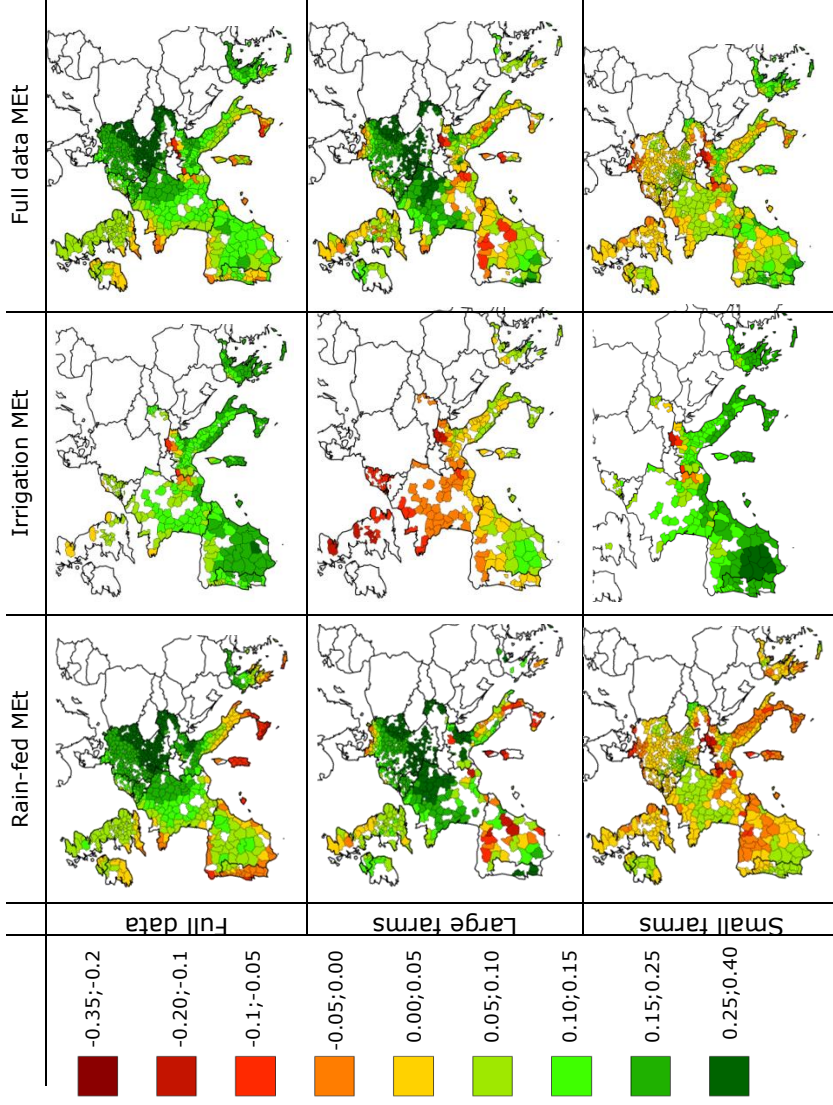 Rain-fed MEt
Irrigation MEt
Full data MEt
Full data
Large farms
Small farms
-0.35;-0.2
-0.20;-0.1
-0.1;-0.05
-0.05;0.00
0.00;0.05
0.05;0.10
0.10;0.15
0.15;0.25
0.25;0.40